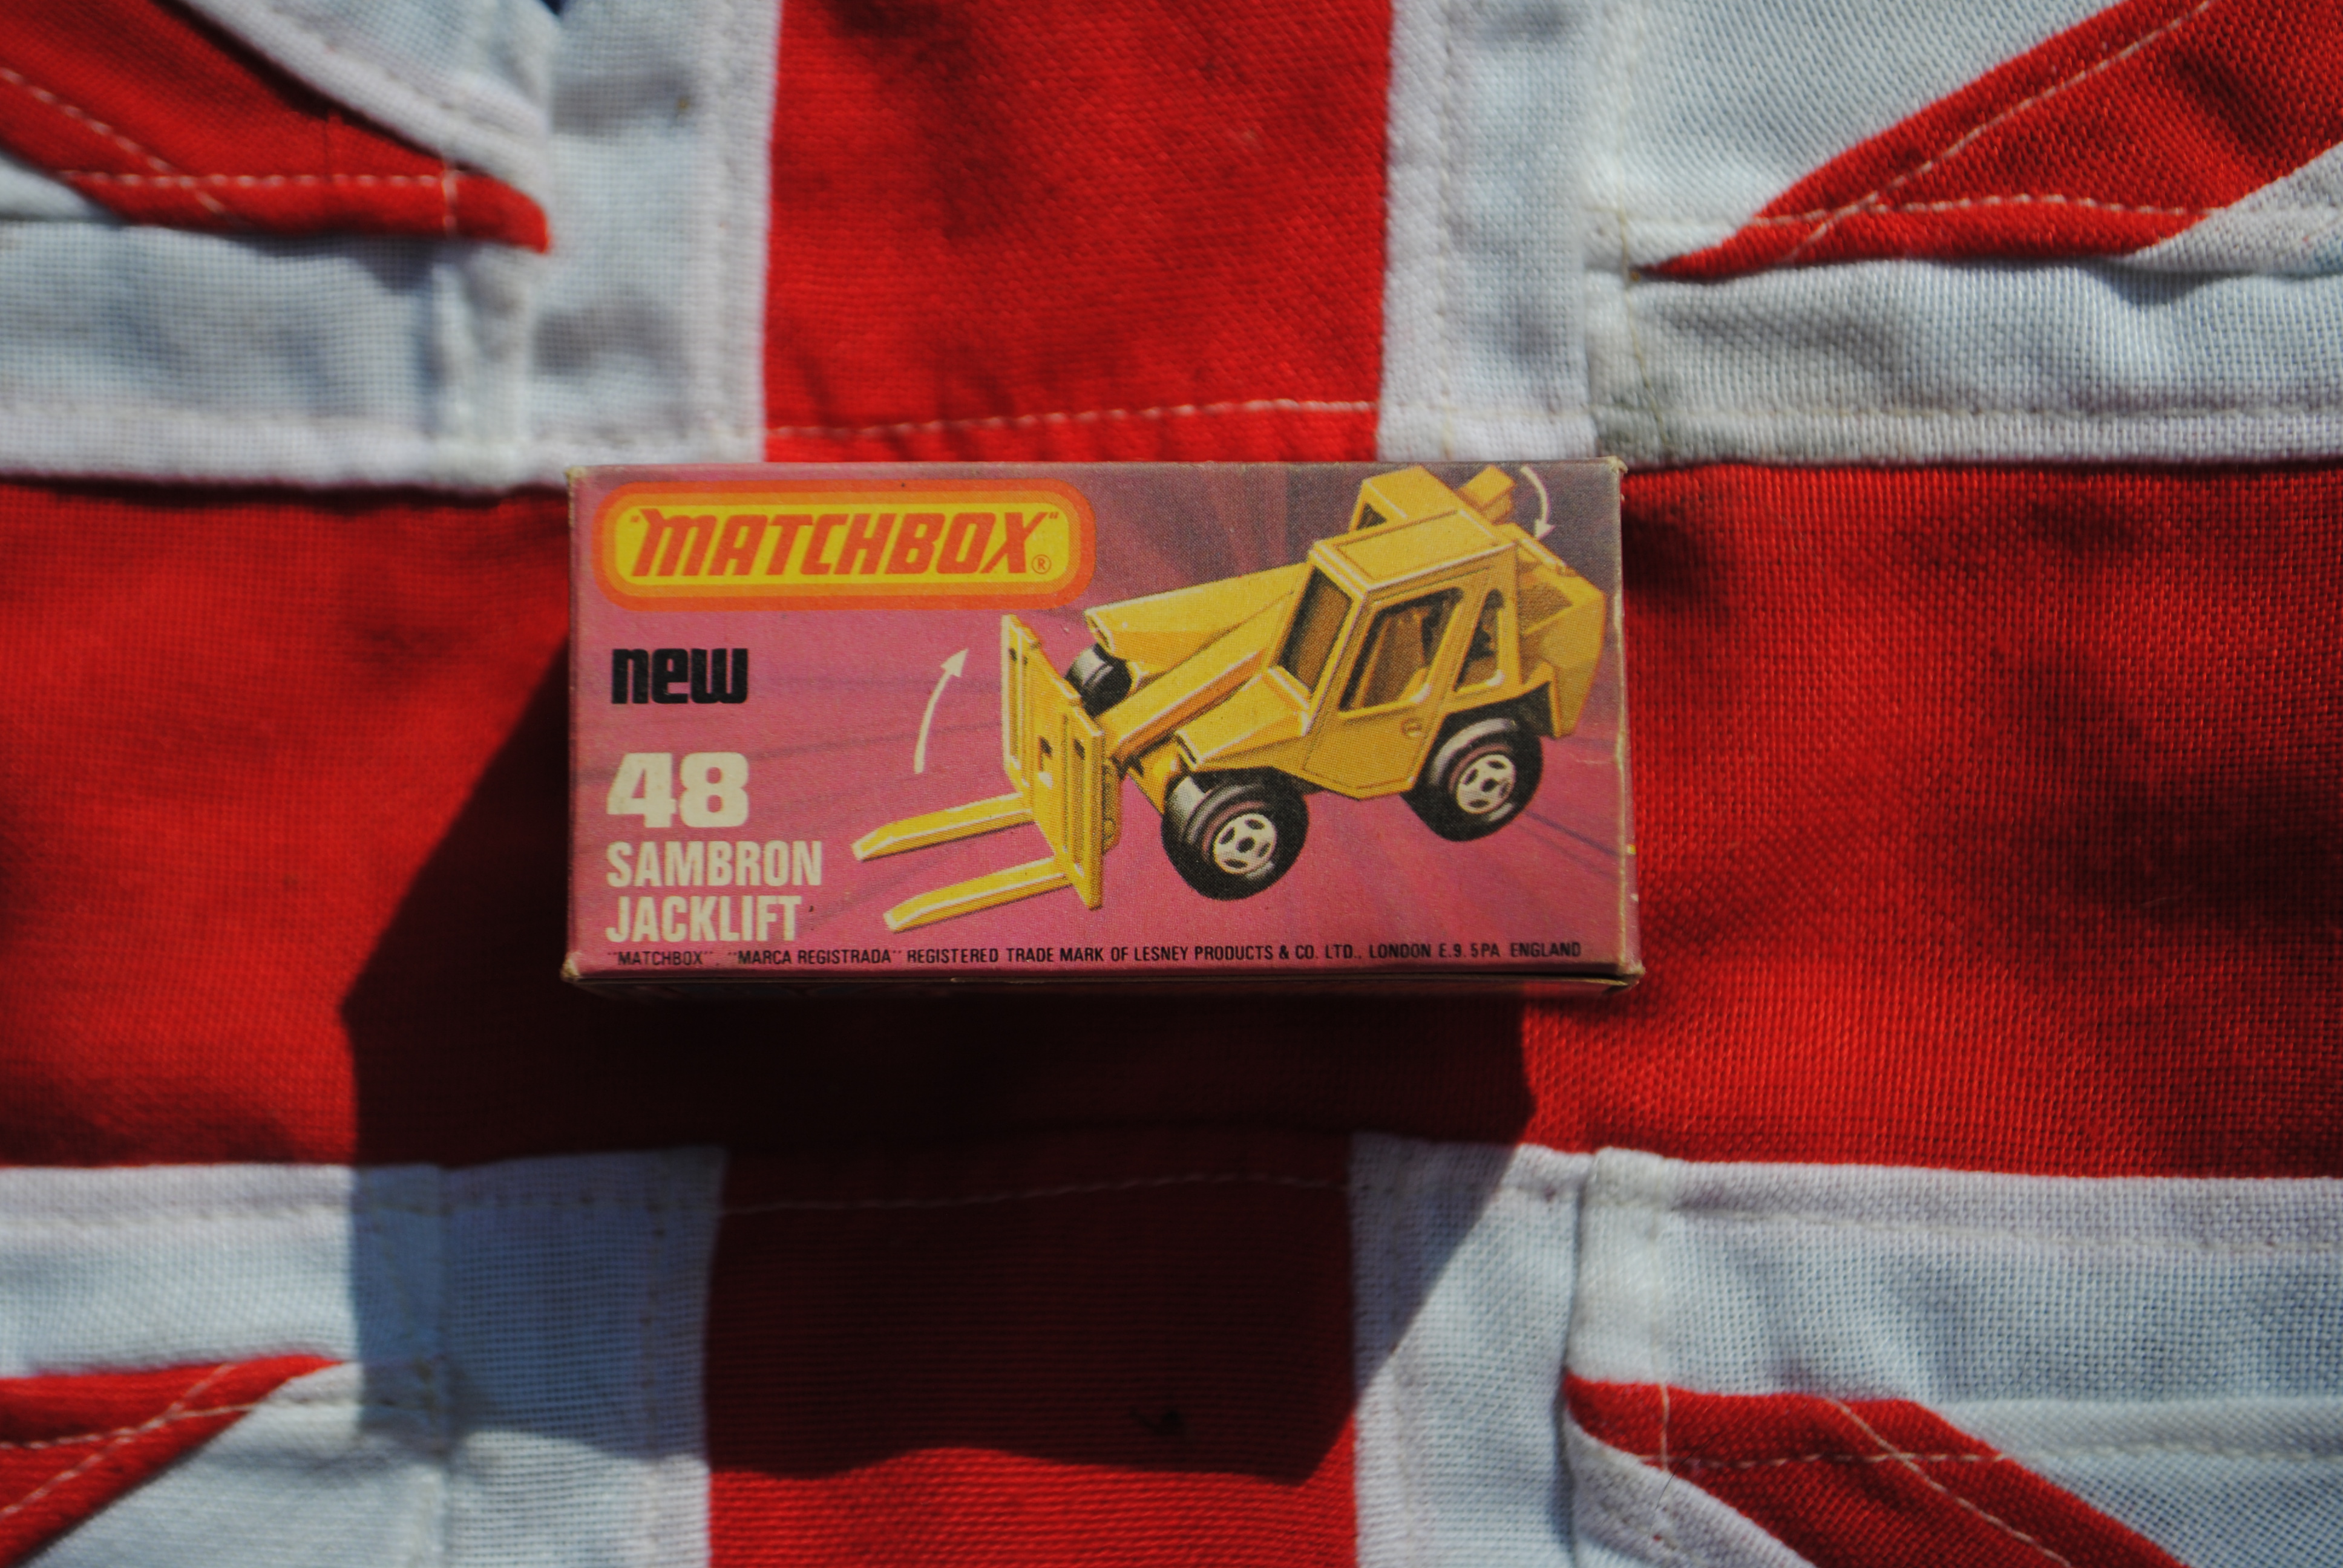 "MATCHBOX"®
new
48
SAMBRON
JACKLIFT
"MATCHBOX", "MARCA REGISTRADA" REGISTERED TRADE MARK OF LESNEY PRODUCTS & CO. LTD., LONDON E.9. 5PA ENGLAND